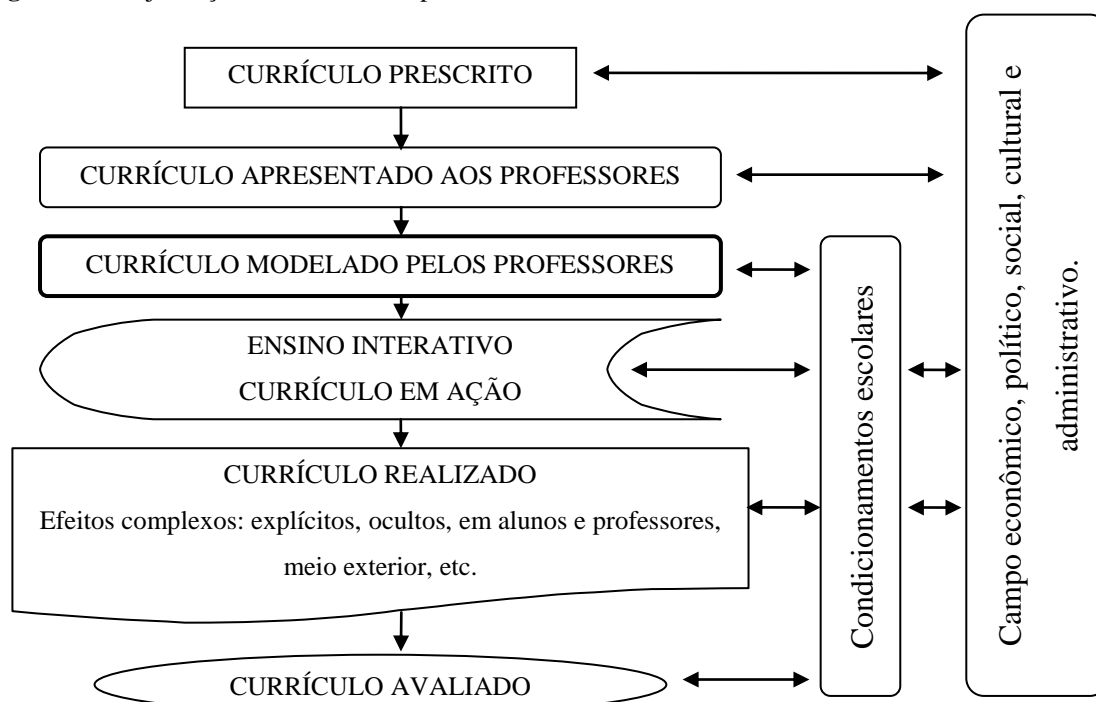 CURRÍCULO PRESCRITO
CURRÍCULO APRESENTADO AOS PROFESSORES
CURRÍCULO MODELADO PELOS PROFESSORES
ENSINO INTERATIVO
CURRÍCULO EM AÇÃO
CURRÍCULO REALIZADO
Efeitos complexos: explícitos, ocultos, em alunos e professores,
meio exterior, etc.
CURRÍCULO AVALIADO
Condicionamentos escolares
Campo econômico, político, social, cultural e
administrativo.